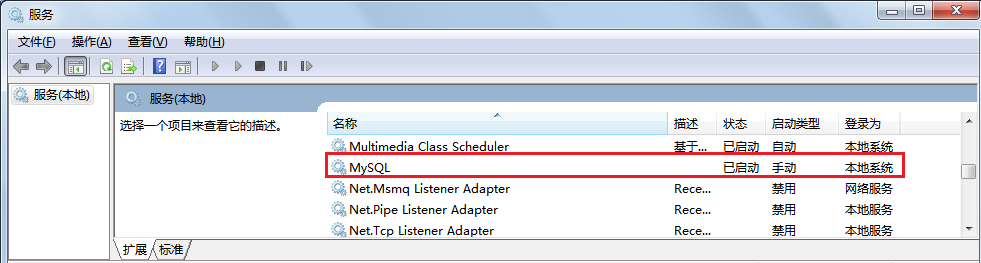 服务
文件(F) 操作(A) 查看(V) 帮助(H)
服务(本地) 服务(本地)
选择一个项目来查看它的描述。
名称 描述 状态 启动类型 登录为
Multimedia Class Scheduler 基于... 已启动 自动 本地系统
MySQL 已启动 手动 本地系统
Net.Msmq Listener Adapter Rece... 禁用 网络服务
Net.Pipe Listener Adapter Rece... 禁用 本地服务
Net.Tcp Listener Adapter Rece... 禁用 本地服务
扩展 标准